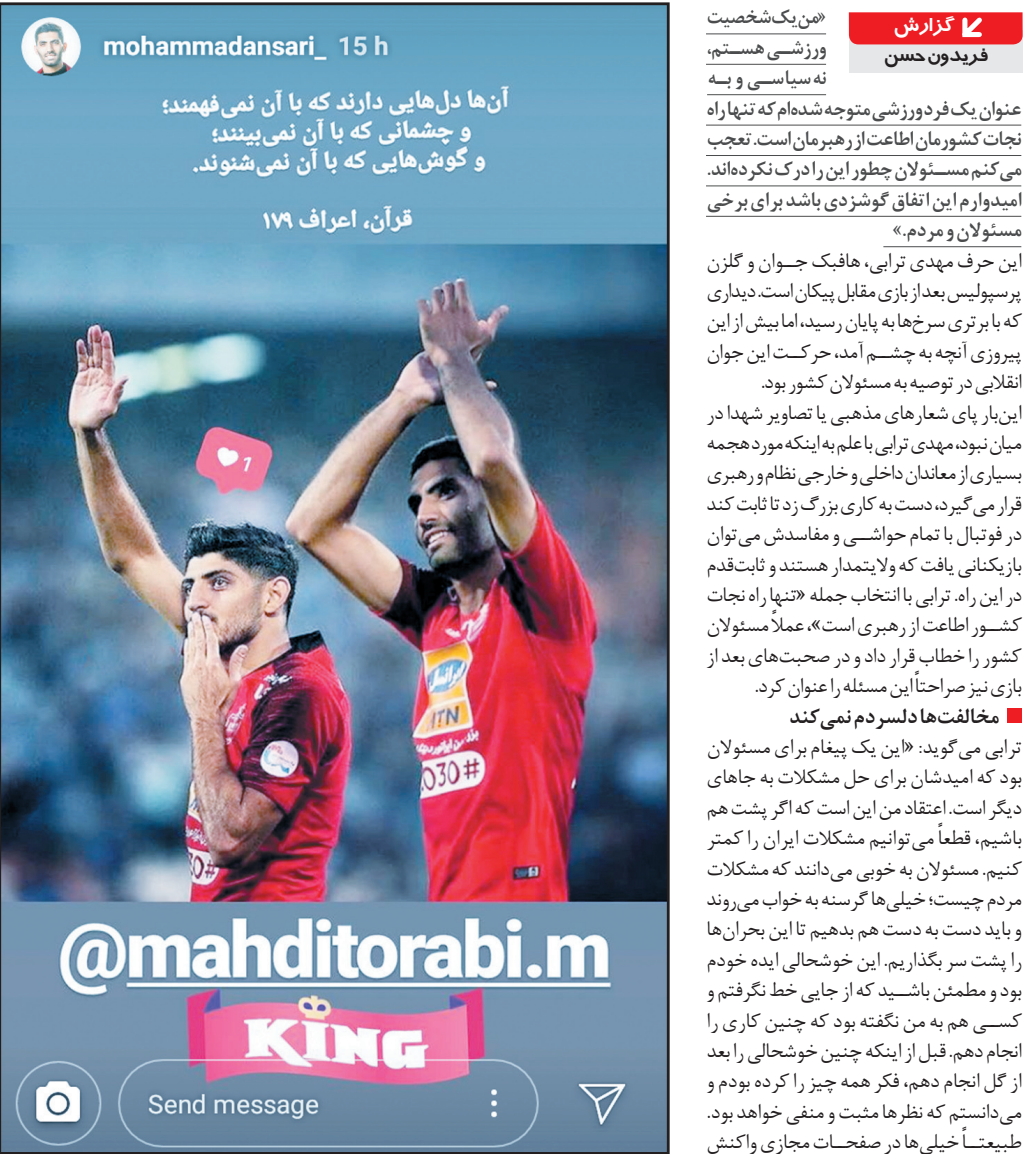 گزارش
فریدون حسن
«من یک شخصیت
ورزشی هستم،
نه سیاسی و به
عنوان یک فرد ورزشی متوجه شده‌ام که تنها راه
نجات کشورمان اطاعت از رهبرمان است. تعجب
می‌کنم مسئولان چطور این را درک نکرده‌اند.
امیدوارم این اتفاق گوشزدی باشد برای برخی
مسئولان و مردم.»
این حرف مهدی ترابی، هافبک جوان و گلزن
پرسپولیس بعد از بازی مقابل پیکان است. دیداری
که با برتری سرخ‌ها به پایان رسید، اما بیش از این
پیروزی آنچه به چشم آمد، حرکت این جوان
انقلابی در توصیه به مسئولان کشور بود.
این‌بار پای شعارهای مذهبی یا تصاویر شهدا در
میان نبود، مهدی ترابی با علم به اینکه مورد هجمه
بسیاری از معاندان داخلی و خارجی نظام و رهبری
قرار می‌گیرد، دست به کاری بزرگ زد تا ثابت کند
در فوتبال با تمام حواشی و مفاسدش می‌توان
بازیکنانی یافت که ولایتمدار هستند و ثابت‌قدم
در این راه. ترابی با انتخاب جمله «تنها راه نجات
کشور اطاعت از رهبری است»، عملاً مسئولان
کشور را خطاب قرار داد و در صحبت‌های بعد از
بازی نیز صراحتاً این مسئله را عنوان کرد.
مخالفت‌ها دلسردم نمی‌کند
ترابی می‌گوید: «این یک پیغام برای مسئولان
بود که امیدشان برای حل مشکلات به جاهای
دیگر است. اعتقاد من این است که اگر پشت هم
باشیم، قطعاً می‌توانیم مشکلات ایران را کمتر
کنیم. مسئولان به خوبی می‌دانند که مشکلات
مردم چیست؛ خیلی‌ها گرسنه به خواب می‌روند
و باید دست به دست هم بدهیم تا این بحران‌ها
را پشت سر بگذاریم. این خوشحالی ایده خودم
بود و مطمئن باشید که از جایی خط نگرفتم و
کسی هم به من نگفته بود که چنین کاری را
انجام دهم. قبل از اینکه چنین خوشحالی را بعد
از گل انجام دهم، فکر همه چیز را کرده بودم و
می‌دانستم که نظرها مثبت و منفی خواهد بود.
طبیعتاً خیلی‌ها در صفحات مجازی واکنش
mohammadansari_ 15 h
آن‌ها دل‌هایی دارند که با آن نمی‌فهمند؛
و چشمانی که با آن نمی‌بینند؛
و گوش‌هایی که با آن نمی‌شنوند.
قرآن، اعراف ۱۷۹
1
ایرانسل
MTN
030#
30#
@mahditorabi.m
KING
Send message